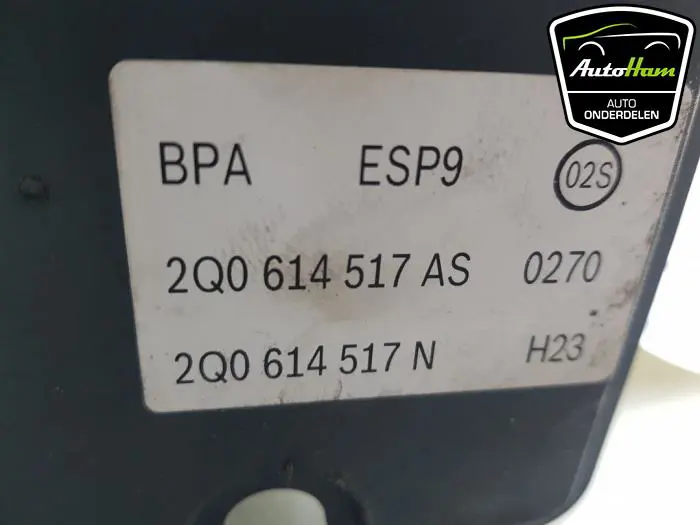 AutoHam
AUTO
ONDERDELEN
BPA ESP9 02S
2Q0 614 517 AS 0270
2Q0 614 517 N H23